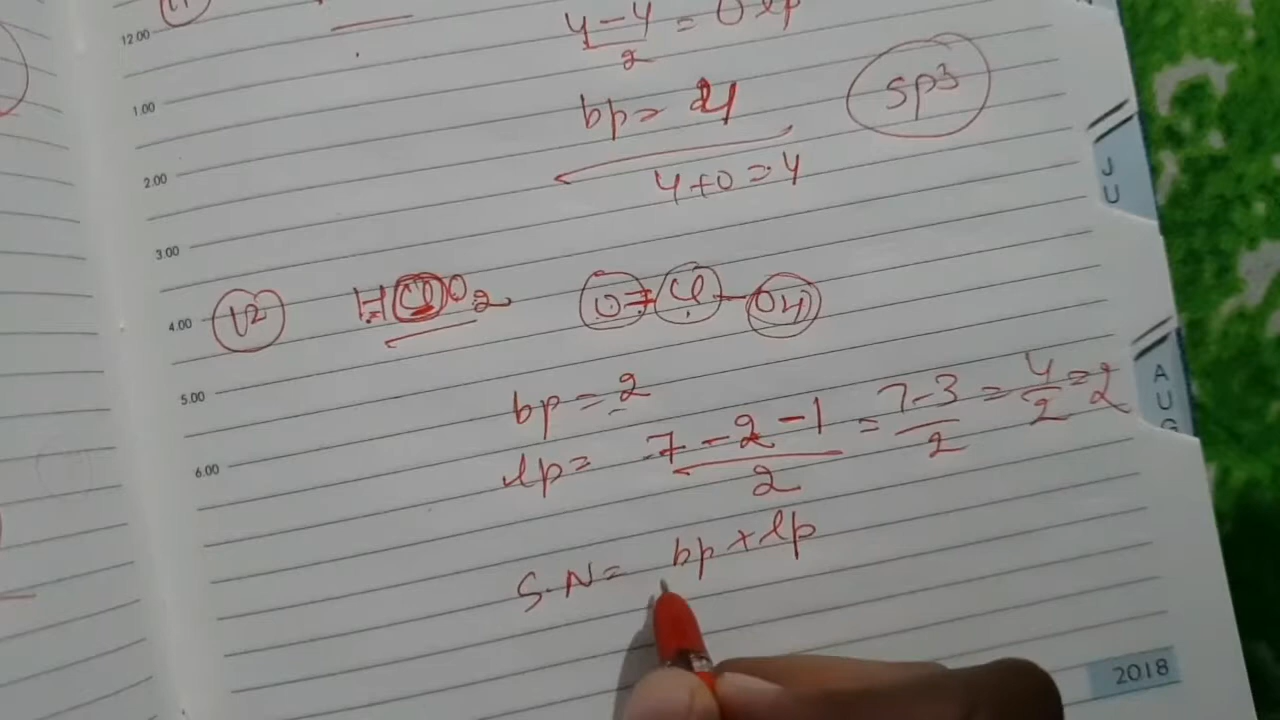 12.00
4-4/2 = 0 lp
1.00
bp = 4
sp3
2.00
4+0=4
JU
3.00
4.00
12
HClO2
O=Cl-OH
5.00
bp = 2
AUG
6.00
lp = 7-2-1/2 = 7-3/2 = 4/2 = 2
S.N = bp + lp
2018